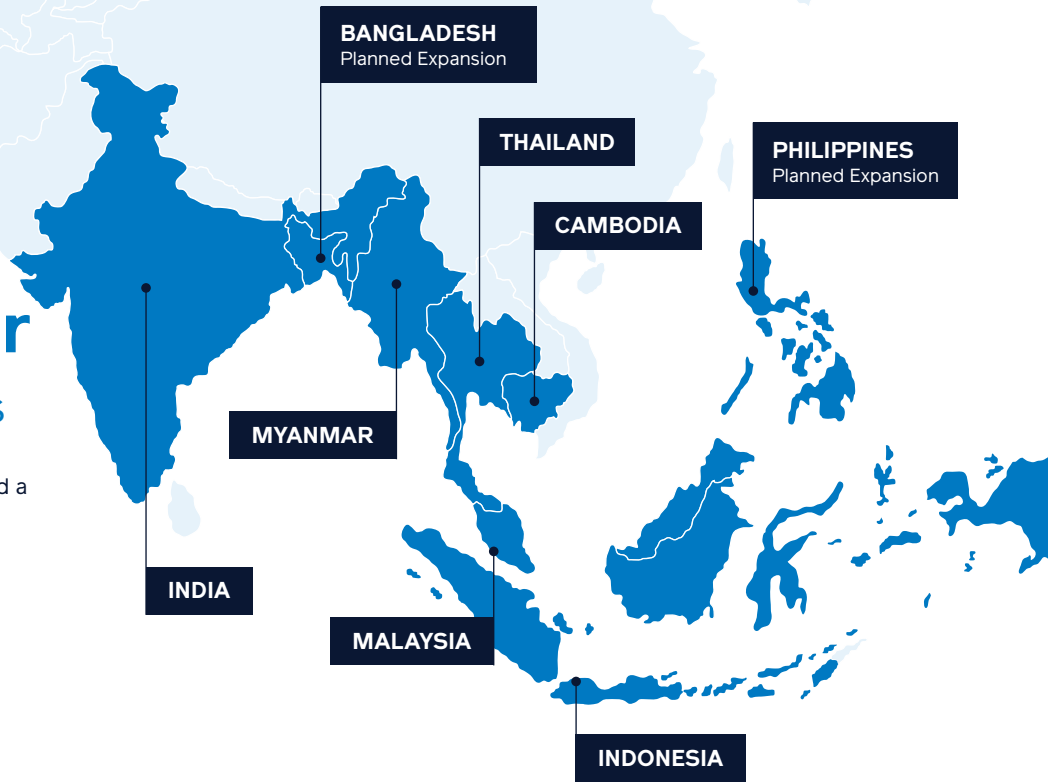 BANGLADESH
Planned Expansion
THAILAND
PHILIPPINES
Planned Expansion
CAMBODIA
r
s
MYANMAR
d a
INDIA
MALAYSIA
INDONESIA